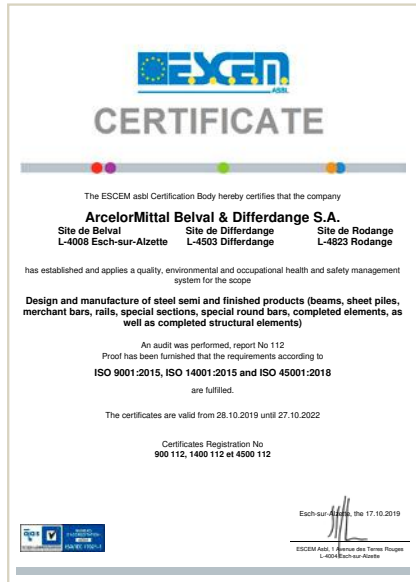 ESCEM
ASBL
CERTIFICATE
The ESCEM asbl Certification Body hereby certifies that the company
ArcelorMittal Belval & Differdange S.A.
Site de Belval Site de Differdange Site de Rodange
L-4008 Esch-sur-Alzette L-4503 Differdange L-4823 Rodange
has established and applies a quality, environmental and occupational health and safety management
system for the scope
Design and manufacture of steel semi and finished products (beams, sheet piles,
merchant bars, rails, special sections, special round bars, completed elements, as
well as completed structural elements)
An audit was performed, report No 112
Proof has been furnished that the requirements according to
ISO 9001:2015, ISO 14001:2015 and ISO 45001:2018
are fulfilled.
The certificates are valid from 28.10.2019 until 27.10.2022
Certificates Registration No
900 112, 1400 112 et 4500 112
Esch-sur-Alzette, the 17.10.2019
ESCEM Asbl, 1 Avenue des Terres Rouges
L-4004 Esch-sur-Alzette